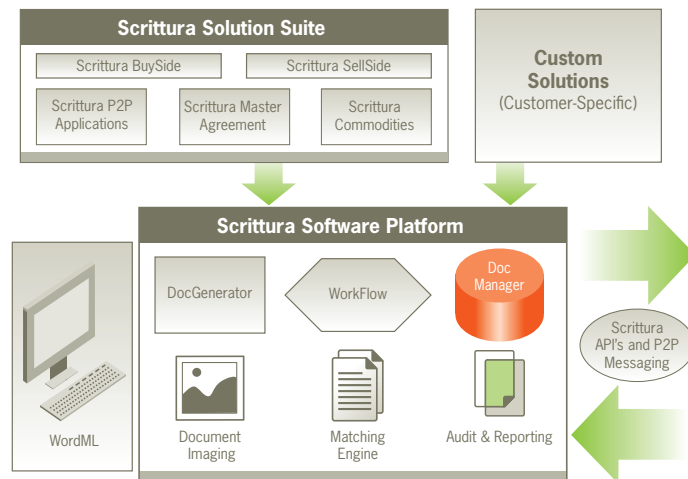 Scrittura Solution Suite
Scrittura BuySide
Scrittura SellSide
Scrittura P2P
Applications
Scrittura Master
Agreement
Scrittura
Commodities
Custom
Solutions
(Customer-Specific)
Scrittura Software Platform
WordML
DocGenerator
WorkFlow
Doc
Manager
Document
Imaging
Matching
Engine
Audit & Reporting
Scrittura
API's and P2P
Messaging